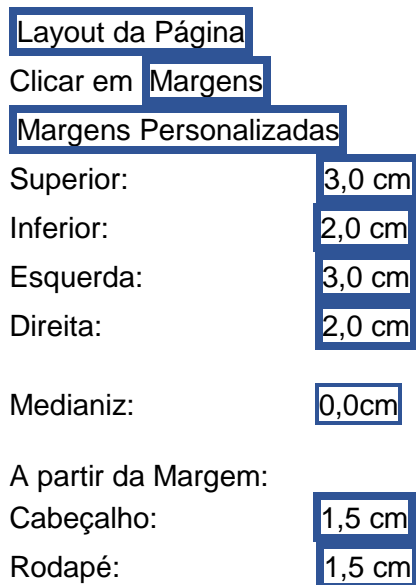 Layout da Página
Clicar em Margens
Margens Personalizadas
Superior: 3,0 cm
Inferior: 2,0 cm
Esquerda: 3,0 cm
Direita: 2,0 cm
Medianiz: 0,0cm
A partir da Margem:
Cabeçalho: 1,5 cm
Rodapé: 1,5 cm